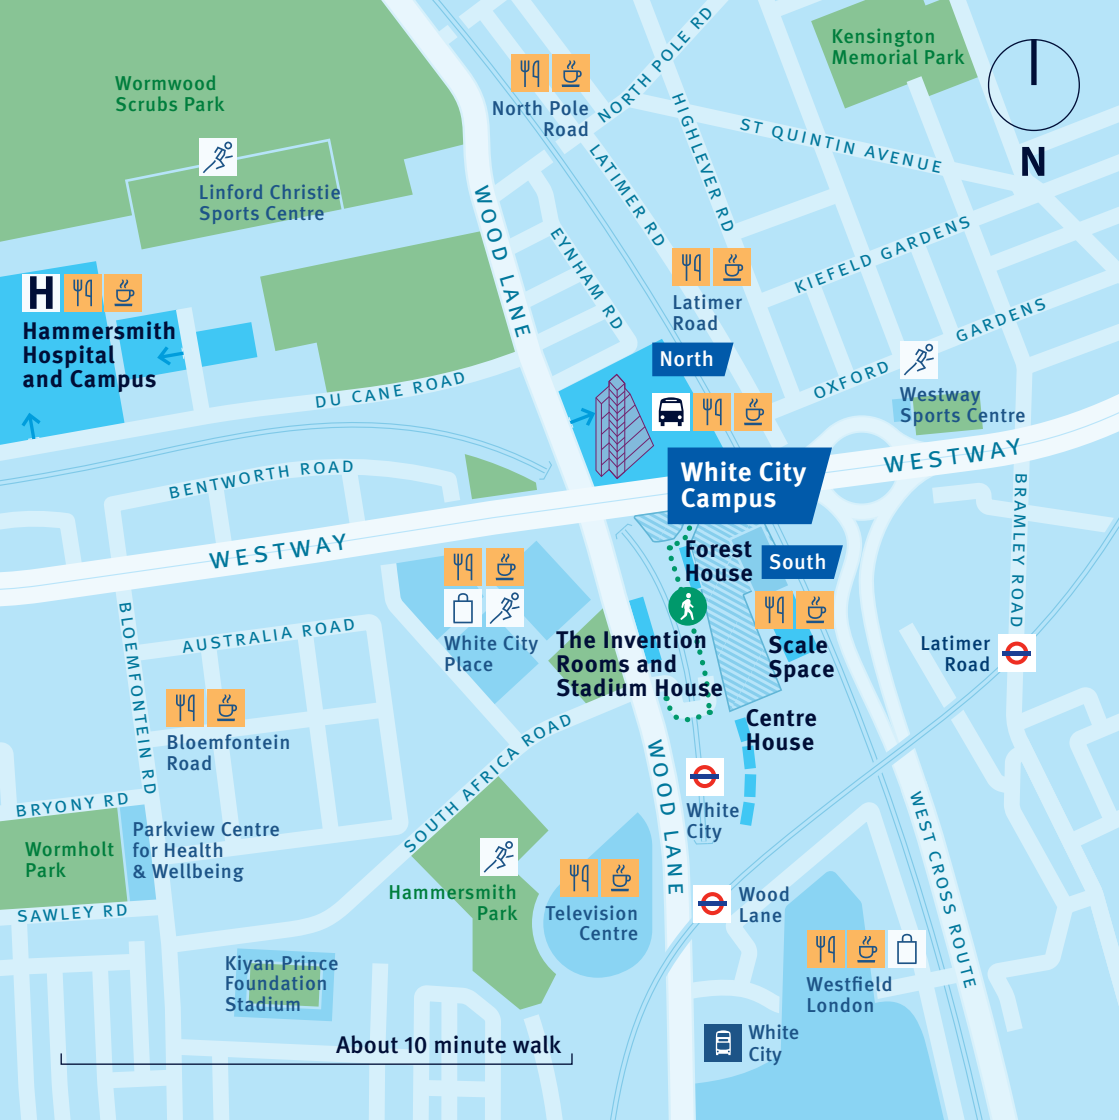 Kensington
Memorial Park
NORTH POLE RD
North Pole
Road
Wormwood
Scrubs Park
HIGHLEVER RD
ST QUINTIN AVENUE
N
LATIMER RD
Linford Christie
Sports Centre
WOOD LANE
EYNHAM RD
KIEFELD GARDENS
H
Hammersmith
Hospital
and Campus
Latimer
Road
OXFORD GARDENS
North
DU CANE ROAD
Westway
Sports Centre
WESTWAY
White City
Campus
BENTWORTH ROAD
BRAMLEY ROAD
WESTWAY
Forest
House
South
BLOEMFONTEIN RD
AUSTRALIA ROAD
White City
Place
The Invention
Rooms and
Stadium House
Scale
Space
Latimer
Road
Bloemfontein
Road
SOUTH AFRICA ROAD
Centre
House
WOOD LANE
White
City
WEST CROSS ROUTE
BRYONY RD
Wormholt
Park
Parkview Centre
for Health
& Wellbeing
SAWLEY RD
Hammersmith
Park
Television
Centre
Wood
Lane
Kiyan Prince
Foundation
Stadium
Westfield
London
White
City
About 10 minute walk